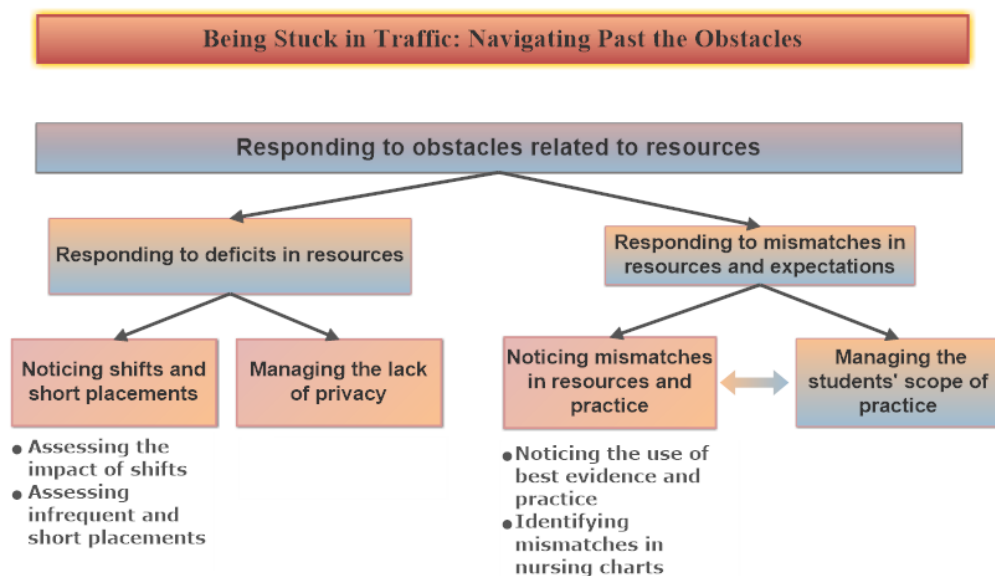 Being Stuck in Traffic: Navigating Past the Obstacles
Responding to obstacles related to resources
Responding to deficits in resources
Responding to mismatches in
resources and expectations
Noticing shifts and
short placements
Managing the lack
of privacy
Noticing mismatches
in resources and
practice
Managing the
students' scope of
practice
• Assessing the
impact of shifts
• Assessing
infrequent and
short placements
• Noticing the use of
best evidence and
practice
• Identifying
mismatches in
nursing charts